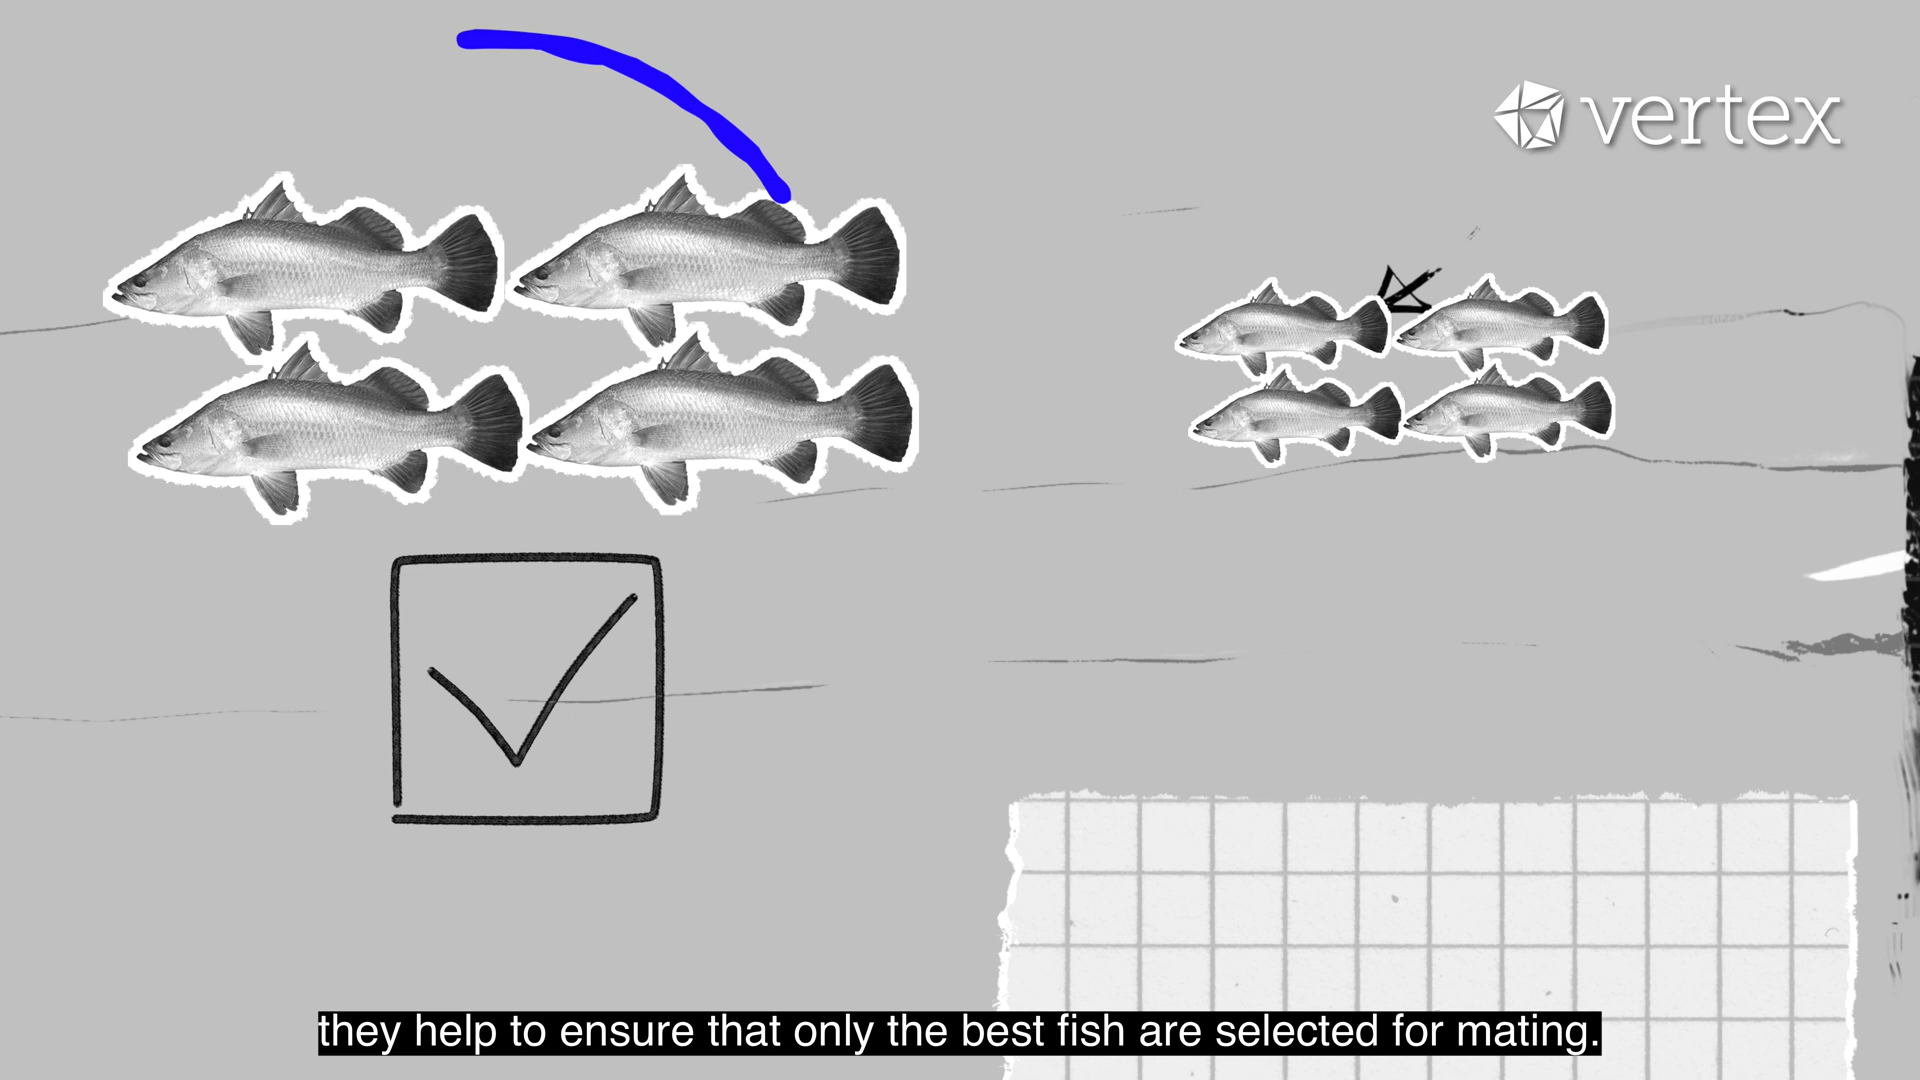 vertex
they help to ensure that only the best fish are selected for mating.